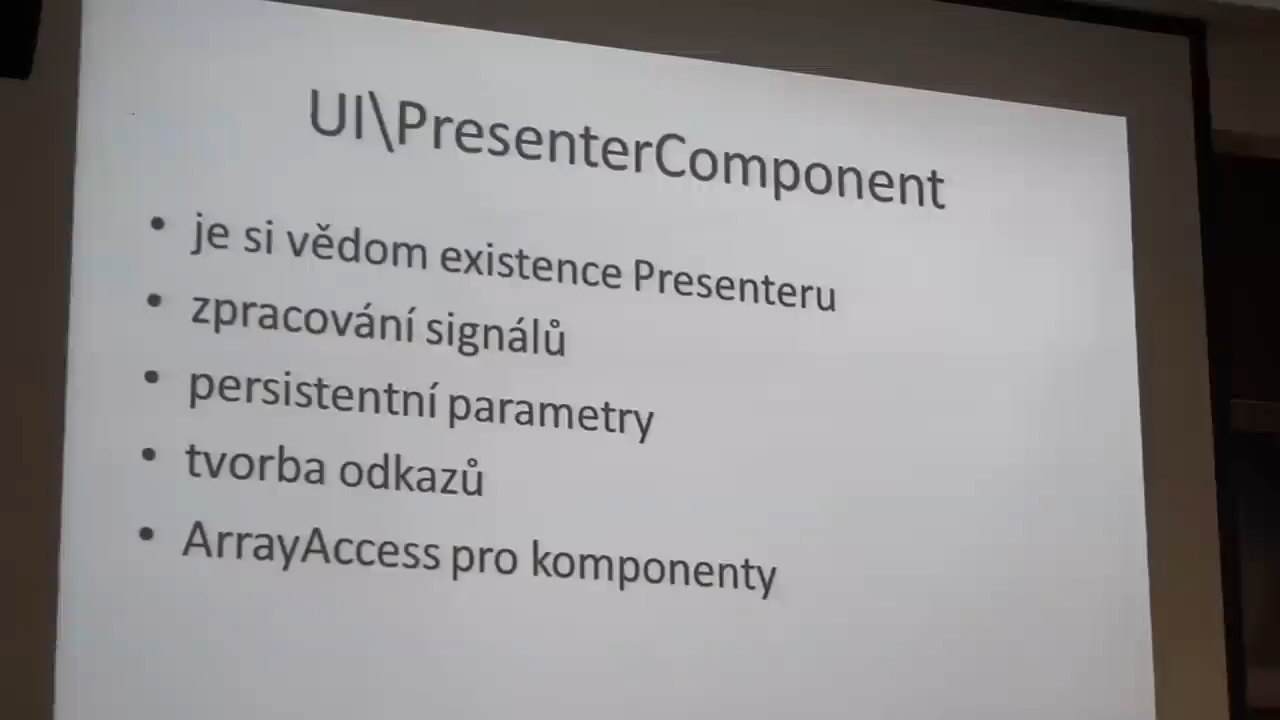 UI\PresenterComponent
• je si vědom existence Presenteru
• zpracování signálů
• persistentní parametry
• tvorba odkazů
• ArrayAccess pro komponenty